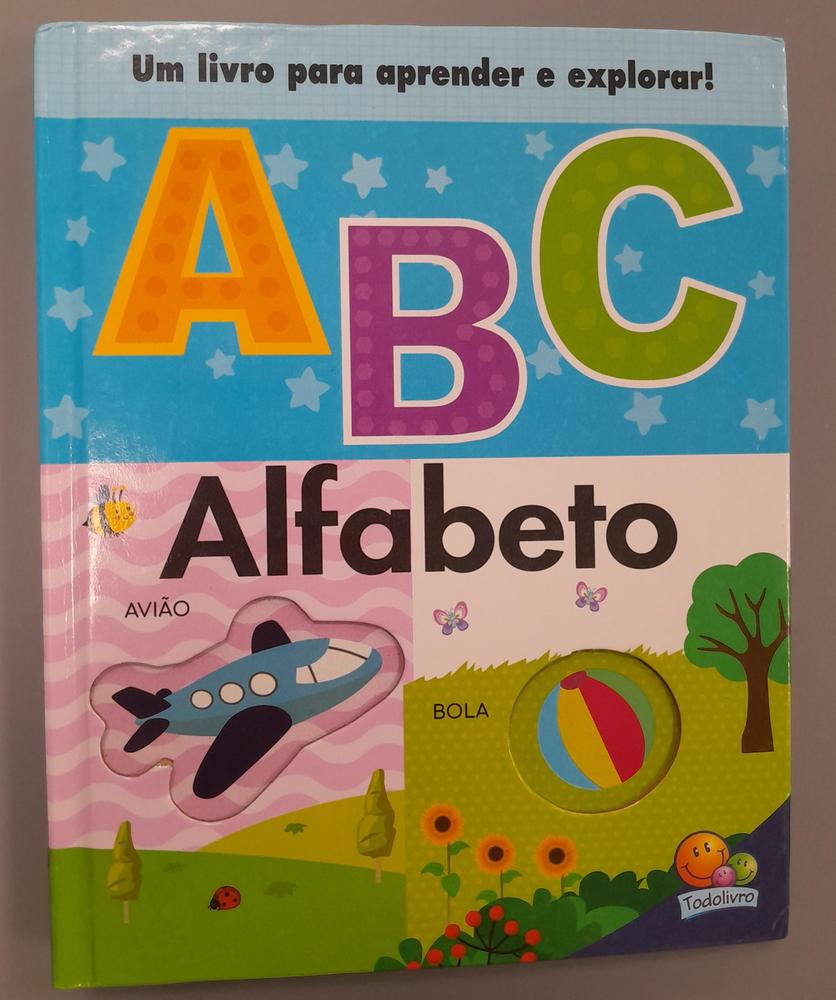 Um livro para aprender e explorar!
ABC
Alfabeto
AVIÃO
BOLA
Todolivro